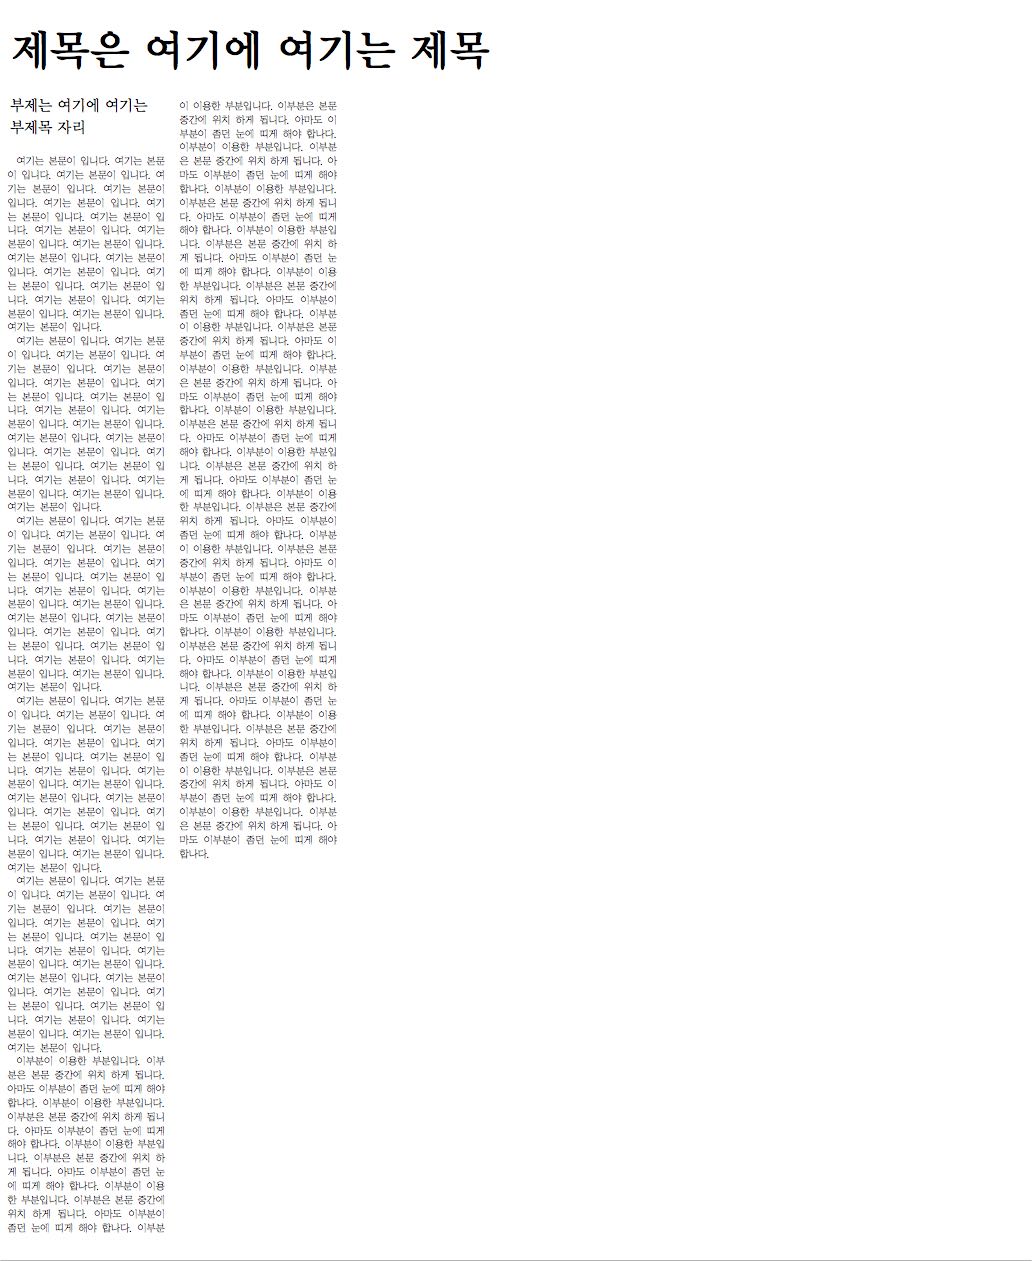 제목은 여기에 여기는 제목
부제는 여기에 여기는
부제목 자리
여기는 본문이 입니다. 여기는 본문
이 입니다. 여기는 본문이 입니다. 여
기는 본문이 입니다. 여기는 본문이
입니다. 여기는 본문이 입니다. 여기
는 본문이 입니다. 여기는 본문이 입
니다. 여기는 본문이 입니다. 여기는
본문이 입니다. 여기는 본문이 입니다.
여기는 본문이 입니다. 여기는 본문이
입니다. 여기는 본문이 입니다. 여기
는 본문이 입니다. 여기는 본문이 입
니다. 여기는 본문이 입니다. 여기는
본문이 입니다. 여기는 본문이 입니다.
여기는 본문이 입니다.
여기는 본문이 입니다. 여기는 본문
이 입니다. 여기는 본문이 입니다. 여
기는 본문이 입니다. 여기는 본문이
입니다. 여기는 본문이 입니다. 여기
는 본문이 입니다. 여기는 본문이 입
니다. 여기는 본문이 입니다. 여기는
본문이 입니다. 여기는 본문이 입니다.
여기는 본문이 입니다. 여기는 본문이
입니다. 여기는 본문이 입니다. 여기
는 본문이 입니다. 여기는 본문이 입
니다. 여기는 본문이 입니다. 여기는
본문이 입니다. 여기는 본문이 입니다.
여기는 본문이 입니다.
여기는 본문이 입니다. 여기는 본문
이 입니다. 여기는 본문이 입니다. 여
기는 본문이 입니다. 여기는 본문이
입니다. 여기는 본문이 입니다. 여기
는 본문이 입니다. 여기는 본문이 입
니다. 여기는 본문이 입니다. 여기는
본문이 입니다. 여기는 본문이 입니다.
여기는 본문이 입니다. 여기는 본문이
입니다. 여기는 본문이 입니다. 여기
는 본문이 입니다. 여기는 본문이 입
니다. 여기는 본문이 입니다. 여기는
본문이 입니다. 여기는 본문이 입니다.
여기는 본문이 입니다.
여기는 본문이 입니다. 여기는 본문
이 입니다. 여기는 본문이 입니다. 여
기는 본문이 입니다. 여기는 본문이
입니다. 여기는 본문이 입니다. 여기
는 본문이 입니다. 여기는 본문이 입
니다. 여기는 본문이 입니다. 여기는
본문이 입니다. 여기는 본문이 입니다.
여기는 본문이 입니다. 여기는 본문이
입니다. 여기는 본문이 입니다. 여기
는 본문이 입니다. 여기는 본문이 입
니다. 여기는 본문이 입니다. 여기는
본문이 입니다. 여기는 본문이 입니다.
여기는 본문이 입니다.
여기는 본문이 입니다. 여기는 본문
이 입니다. 여기는 본문이 입니다. 여
기는 본문이 입니다. 여기는 본문이
입니다. 여기는 본문이 입니다. 여기
는 본문이 입니다. 여기는 본문이 입
니다. 여기는 본문이 입니다. 여기는
본문이 입니다. 여기는 본문이 입니다.
여기는 본문이 입니다. 여기는 본문이
입니다. 여기는 본문이 입니다. 여기
는 본문이 입니다. 여기는 본문이 입
니다. 여기는 본문이 입니다. 여기는
본문이 입니다. 여기는 본문이 입니다.
여기는 본문이 입니다.
이부분이 이용한 부분입니다. 이부
분은 본문 중간에 위치 하게 됩니다.
아마도 이부분이 좀던 눈에 띠게 해야
합나다. 이부분이 이용한 부분입니다.
이부분은 본문 중간에 위치 하게 됩니
다. 아마도 이부분이 좀던 눈에 띠게
해야 합나다. 이부분이 이용한 부분입
니다. 이부분은 본문 중간에 위치 하
게 됩니다. 아마도 이부분이 좀던 눈
에 띠게 해야 합나다. 이부분이 이용
한 부분입니다. 이부분은 본문 중간에
위치 하게 됩니다. 아마도 이부분이
좀던 눈에 띠게 해야 합나다. 이부분
이 이용한 부분입니다. 이부분은 본문
중간에 위치 하게 됩니다. 아마도 이
부분이 좀던 눈에 띠게 해야 합나다.
이부분이 이용한 부분입니다. 이부분
은 본문 중간에 위치 하게 됩니다. 아
마도 이부분이 좀던 눈에 띠게 해야
합나다. 이부분이 이용한 부분입니다.
이부분은 본문 중간에 위치 하게 됩니
다. 아마도 이부분이 좀던 눈에 띠게
해야 합나다. 이부분이 이용한 부분입
니다. 이부분은 본문 중간에 위치 하
게 됩니다. 아마도 이부분이 좀던 눈
에 띠게 해야 합나다. 이부분이 이용
한 부분입니다. 이부분은 본문 중간에
위치 하게 됩니다. 아마도 이부분이
좀던 눈에 띠게 해야 합나다. 이부분
이 이용한 부분입니다. 이부분은 본문
중간에 위치 하게 됩니다. 아마도 이
부분이 좀던 눈에 띠게 해야 합나다.
이부분이 이용한 부분입니다. 이부분
은 본문 중간에 위치 하게 됩니다. 아
마도 이부분이 좀던 눈에 띠게 해야
합나다. 이부분이 이용한 부분입니다.
이부분은 본문 중간에 위치 하게 됩니
다. 아마도 이부분이 좀던 눈에 띠게
해야 합나다. 이부분이 이용한 부분입
니다. 이부분은 본문 중간에 위치 하
게 됩니다. 아마도 이부분이 좀던 눈
에 띠게 해야 합나다. 이부분이 이용
한 부분입니다. 이부분은 본문 중간에
위치 하게 됩니다. 아마도 이부분이
좀던 눈에 띠게 해야 합나다. 이부분
이 이용한 부분입니다. 이부분은 본문
중간에 위치 하게 됩니다. 아마도 이
부분이 좀던 눈에 띠게 해야 합나다.
이부분이 이용한 부분입니다. 이부분
은 본문 중간에 위치 하게 됩니다. 아
마도 이부분이 좀던 눈에 띠게 해야
합나다. 이부분이 이용한 부분입니다.
이부분은 본문 중간에 위치 하게 됩니
다. 아마도 이부분이 좀던 눈에 띠게
해야 합나다. 이부분이 이용한 부분입
니다. 이부분은 본문 중간에 위치 하
게 됩니다. 아마도 이부분이 좀던 눈
에 띠게 해야 합나다. 이부분이 이용
한 부분입니다. 이부분은 본문 중간에
위치 하게 됩니다. 아마도 이부분이
좀던 눈에 띠게 해야 합나다. 이부분
이 이용한 부분입니다. 이부분은 본문
중간에 위치 하게 됩니다. 아마도 이
부분이 좀던 눈에 띠게 해야 합나다.
이부분이 이용한 부분입니다. 이부분
은 본문 중간에 위치 하게 됩니다. 아
마도 이부분이 좀던 눈에 띠게 해야
합나다.